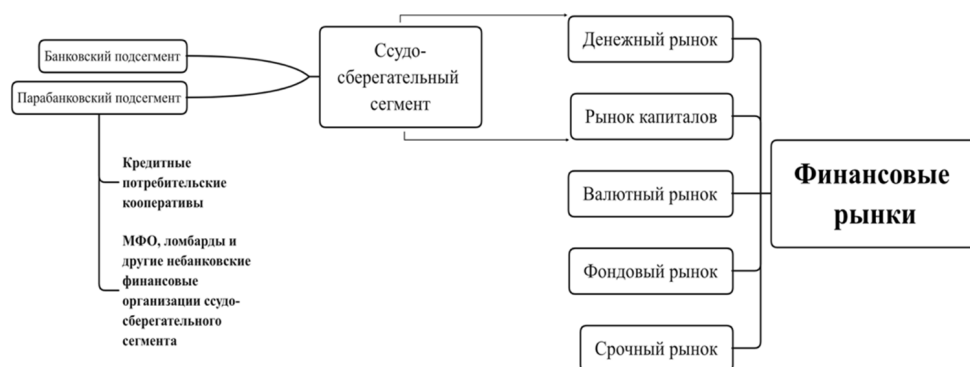 Банковский подсегмент
Парабанковский подсегмент
Кредитные
потребительские
кооперативы
МФО, ломбарды и
другие небанковские
финансовые
организации ссудо-
сберегательного
сегмента
Ссудо-
сберегательный
сегмент
Денежный рынок
Рынок капиталов
Валютный рынок
Фондовый рынок
Срочный рынок
Финансовые
рынки